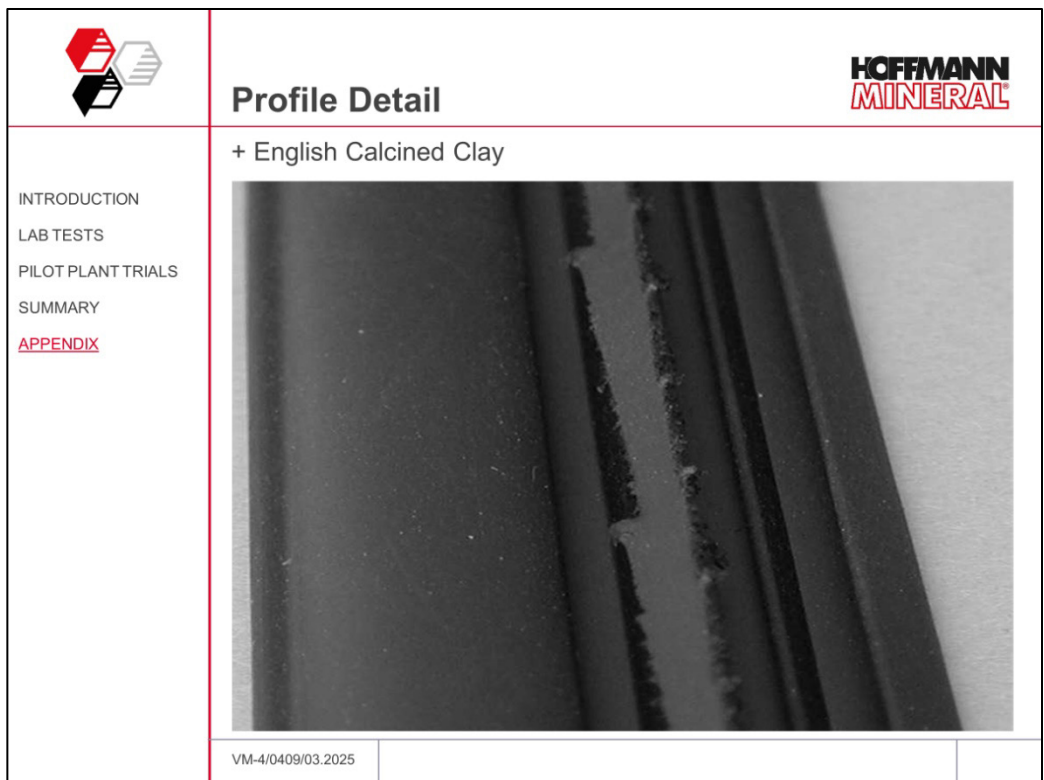 Profile Detail
HOFFMANN
MINERAL®
+ English Calcined Clay
INTRODUCTION
LAB TESTS
PILOT PLANT TRIALS
SUMMARY
APPENDIX
VM-4/0409/03.2025